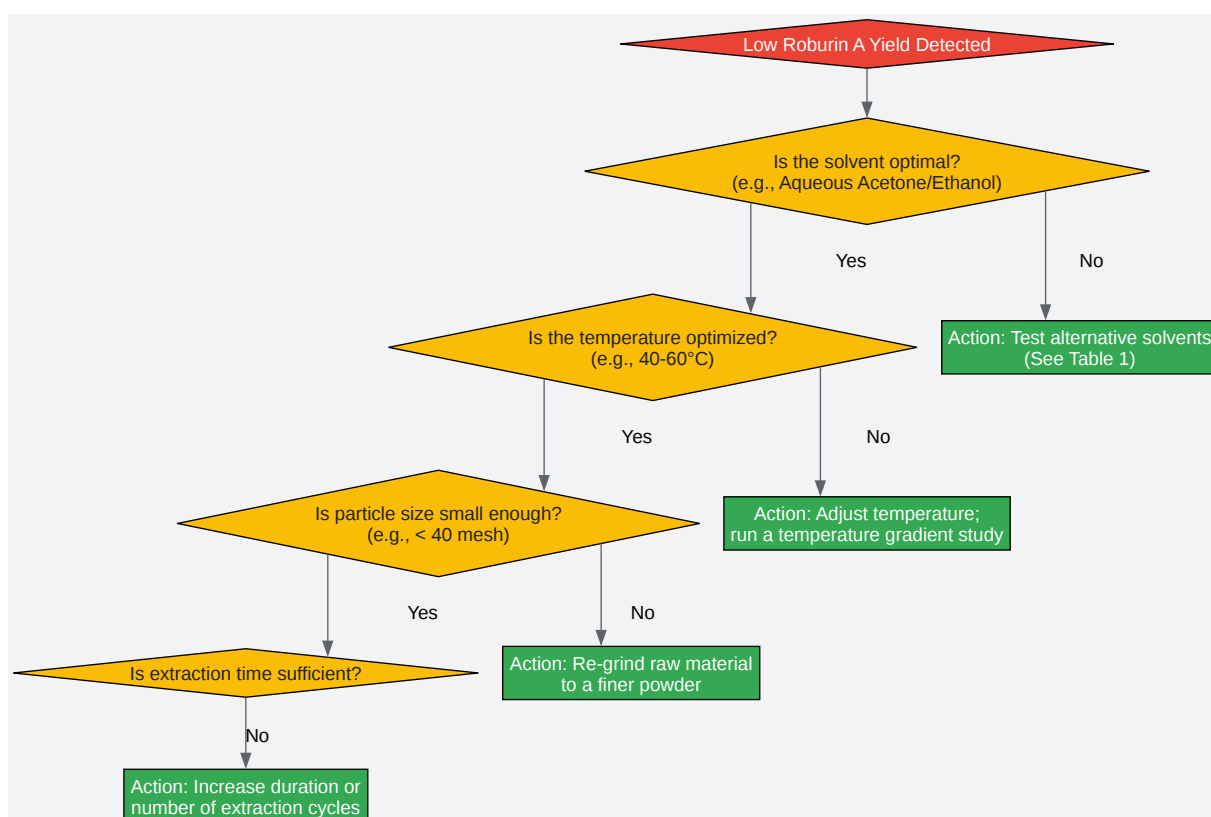 Low Roburin A Yield Detected
Is the solvent optimal?
(e.g., Aqueous Acetone/Ethanol)
Yes
No
Is the temperature optimized?
(e.g., 40-60°C)
Action: Test alternative solvents
(See Table 1)
Yes
No
Is particle size small enough?
(e.g., < 40 mesh)
Action: Adjust temperature;
run a temperature gradient study
Yes
No
Is extraction time sufficient?
Action: Re-grind raw material
to a finer powder
No
Action: Increase duration or
number of extraction cycles